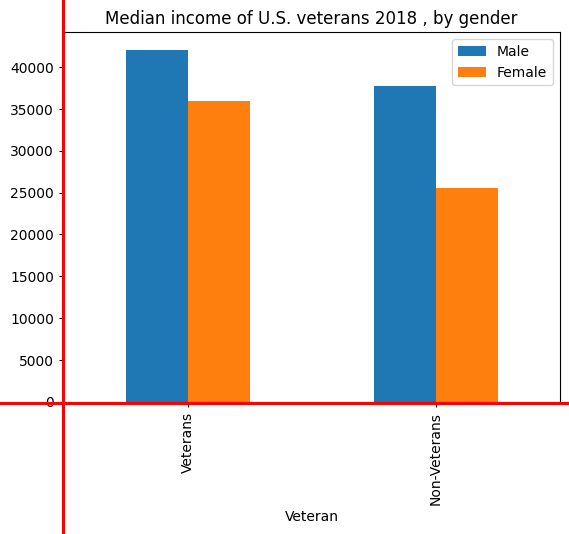 Median income of U.S. veterans 2018 , by gender
Male
Female
40000
35000
30000
25000
20000
15000
10000
5000
0
Veterans
Non-Veterans
Veteran